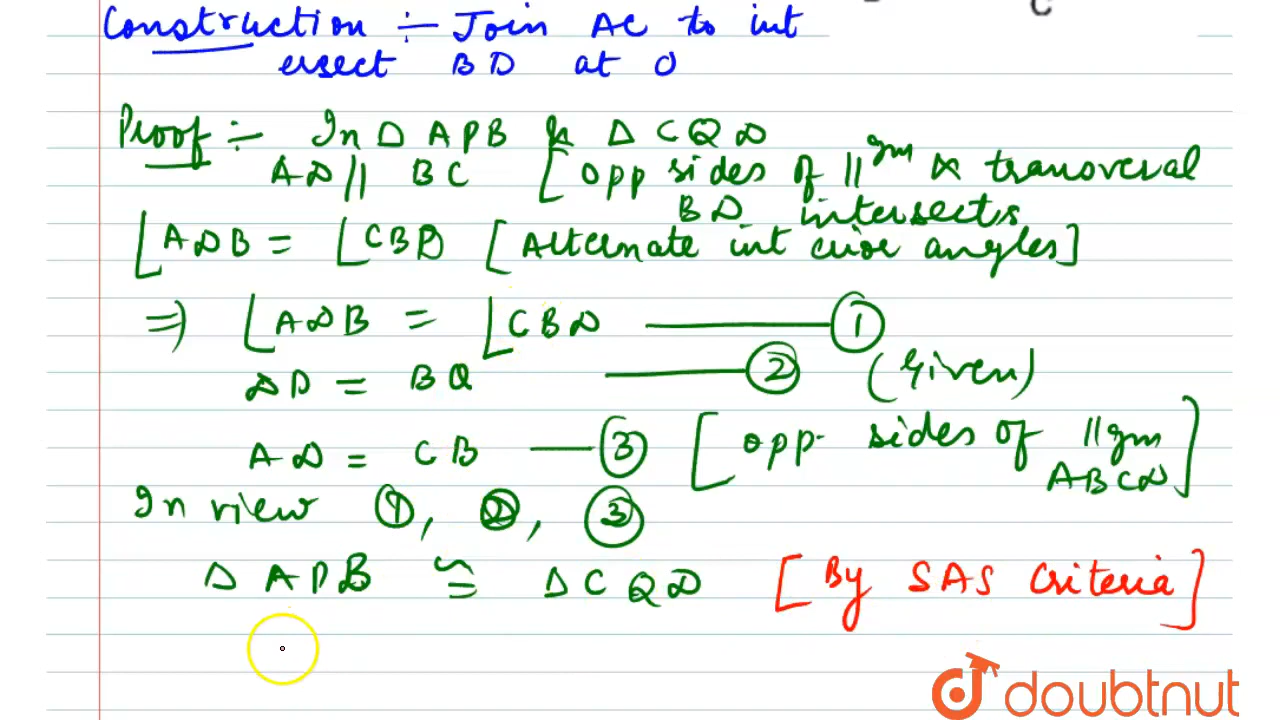 C
Construction ÷ Join AC to int
ersect BD at O
Proof ÷ In Δ APB & Δ CQD
AD || BC [opp sides of ||gm & transversal
BD intersects
∠ADB = ∠CBD [Alternate interior angles]
⇒ ∠ADB = ∠CBD —— ①
DP = BQ —— ② (Given)
AD = CB —— ③ [opp. sides of ||gm
ABCD]
In view ①, ②, ③
Δ APB ≅ Δ CQD [By SAS Criteria]
doubtnut